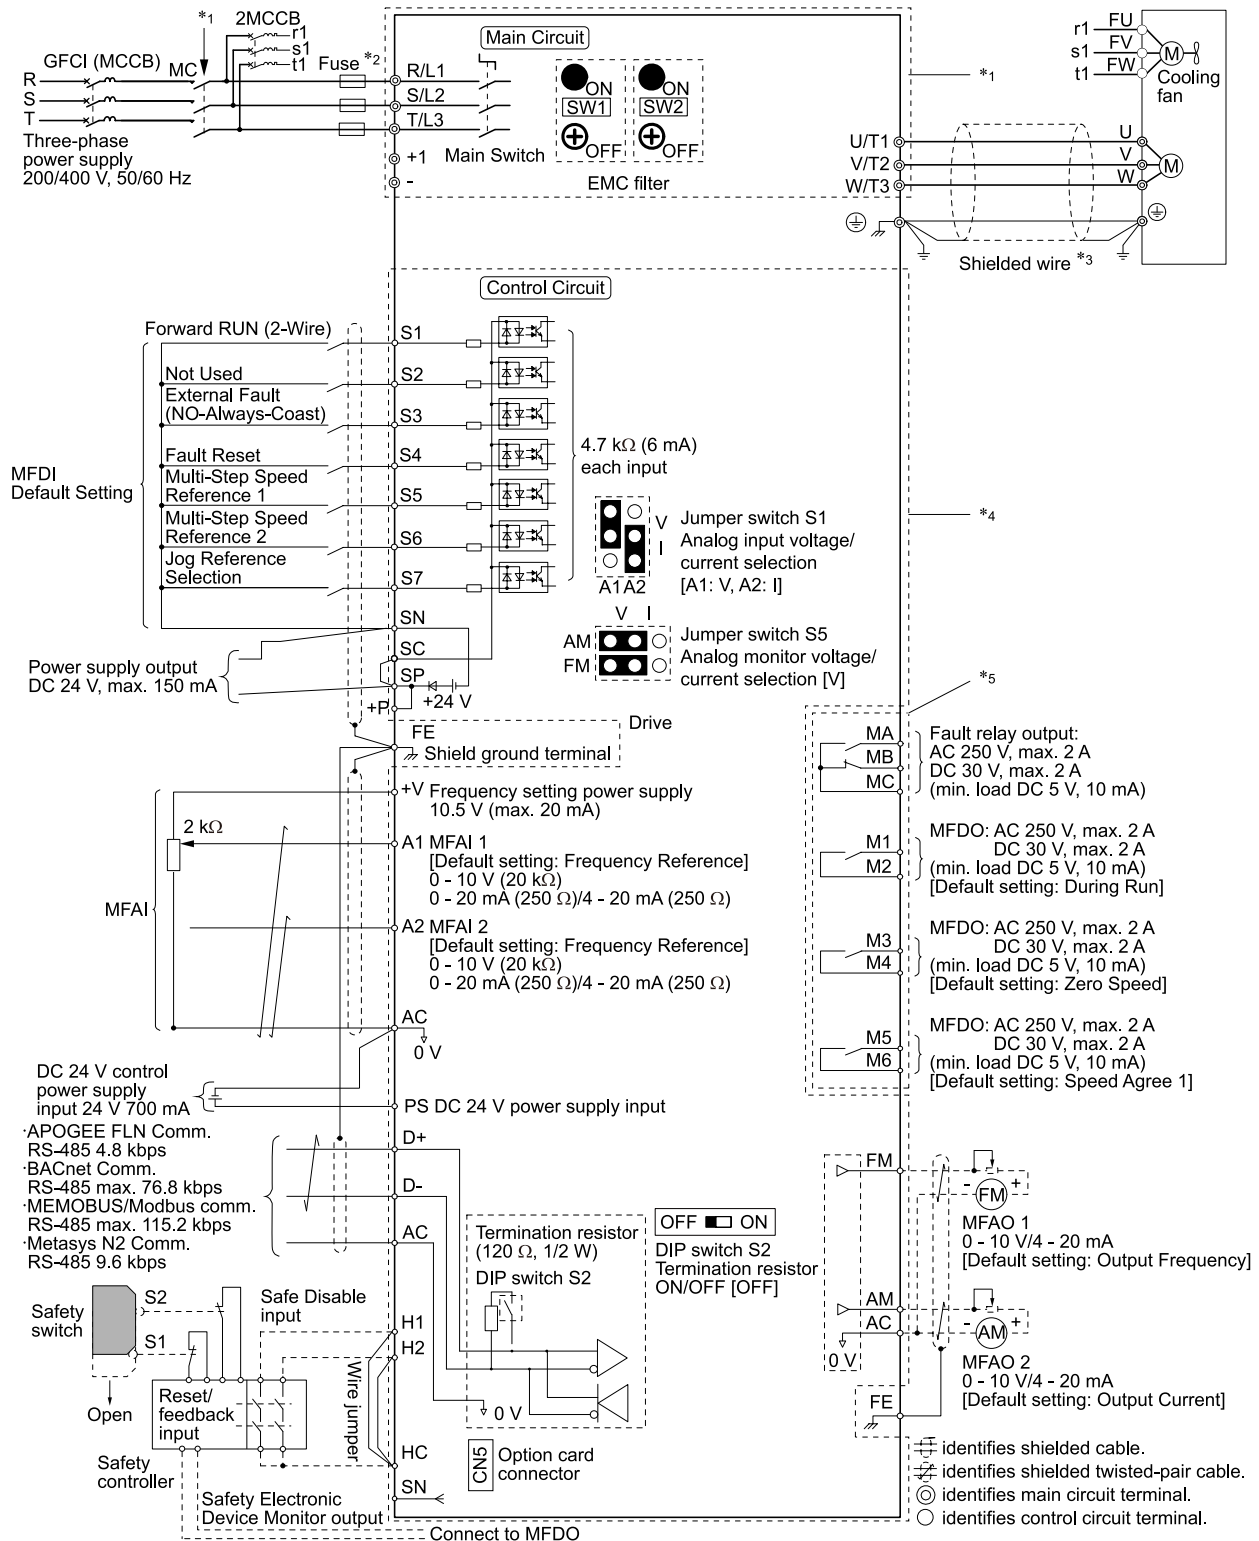 *1
2MCCB
r1
s1
t1
GFCI (MCCB)
MC
Fuse *2
R
S
T
Three-phase
power supply
200/400 V, 50/60 Hz
R/L1
S/L2
T/L3
+1
-
Main Circuit
Main Switch
ON
SW1
OFF
ON
SW2
OFF
EMC filter
*1
r1
s1
t1
FU
FV
FW
M
Cooling
fan
U/T1
V/T2
W/T3
U
V
W
M
Shielded wire *3
Control Circuit
Forward RUN (2-Wire)
Not Used
External Fault
(NO-Always-Coast)
Fault Reset
Multi-Step Speed
Reference 1
Multi-Step Speed
Reference 2
Jog Reference
Selection
MFDI
Default Setting
S1
S2
S3
S4
S5
S6
S7
SN
SC
SP
+P
+24 V
4.7 kΩ (6 mA)
each input
V
I
A1 A2
Jumper switch S1
Analog input voltage/
current selection
[A1: V, A2: I]
*4
V I
AM
FM
Jumper switch S5
Analog monitor voltage/
current selection [V]
Power supply output
DC 24 V, max. 150 mA
*5
FE
Shield ground terminal
Drive
MA
MB
MC
Fault relay output:
AC 250 V, max. 2 A
DC 30 V, max. 2 A
(min. load DC 5 V, 10 mA)
M1
M2
MFDO: AC 250 V, max. 2 A
DC 30 V, max. 2 A
(min. load DC 5 V, 10 mA)
[Default setting: During Run]
M3
M4
MFDO: AC 250 V, max. 2 A
DC 30 V, max. 2 A
(min. load DC 5 V, 10 mA)
[Default setting: Zero Speed]
M5
M6
MFDO: AC 250 V, max. 2 A
DC 30 V, max. 2 A
(min. load DC 5 V, 10 mA)
[Default setting: Speed Agree 1]
MFAI
2 kΩ
+V Frequency setting power supply
10.5 V (max. 20 mA)
A1 MFAI 1
[Default setting: Frequency Reference]
0 - 10 V (20 kΩ)
0 - 20 mA (250 Ω)/4 - 20 mA (250 Ω)
A2 MFAI 2
[Default setting: Frequency Reference]
0 - 10 V (20 kΩ)
0 - 20 mA (250 Ω)/4 - 20 mA (250 Ω)
AC
0 V
DC 24 V control
power supply
input 24 V 700 mA
PS DC 24 V power supply input
·APOGEE FLN Comm.
RS-485 4.8 kbps
·BACnet Comm.
RS-485 max. 76.8 kbps
·MEMOBUS/Modbus comm.
RS-485 max. 115.2 kbps
·Metasys N2 Comm.
RS-485 9.6 kbps
D+
D-
AC
Termination resistor
(120 Ω, 1/2 W)
DIP switch S2
0 V
OFF ON
DIP switch S2
Termination resistor
ON/OFF [OFF]
FM
- +
FM
MFAO 1
0 - 10 V/4 - 20 mA
[Default setting: Output Frequency]
AM
AC
0 V
- +
AM
MFAO 2
0 - 10 V/4 - 20 mA
[Default setting: Output Current]
FE
Safety
switch
S2
S1
Open
Safe Disable
input
Reset/
feedback
input
Safety
controller
Wire jumper
H1
H2
HC
SN
CN5
Option card
connector
Safety Electronic
Device Monitor output
Connect to MFDO
identifies shielded cable.
identifies shielded twisted-pair cable.
identifies main circuit terminal.
identifies control circuit terminal.